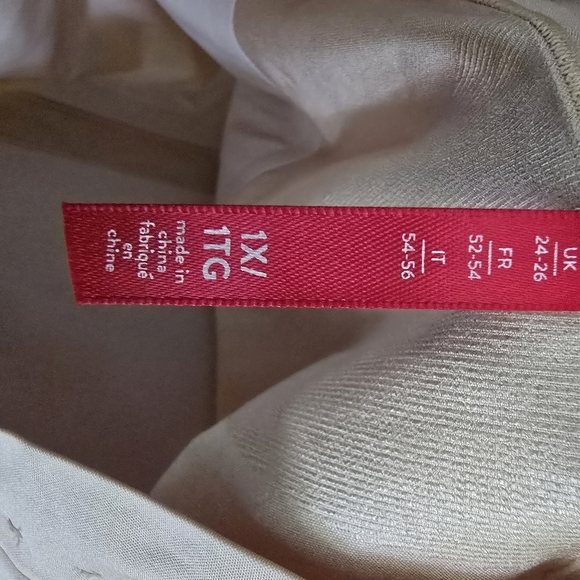 UK
24-26
FR
52-54
IT
54-56
1X/
1TG
made in
china
fabriqué
en
chine